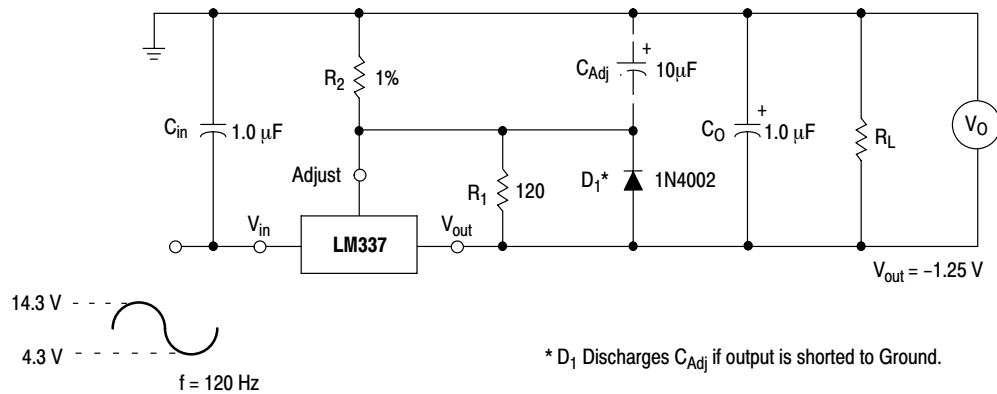 R2
1%
CAdj
+
10μF
Cin
1.0 μF
CO
+
1.0 μF
RL
VO
Adjust
R1
120
D1*
1N4002
Vin
LM337
Vout
Vout = –1.25 V
14.3 V
4.3 V
f = 120 Hz
* D1 Discharges CAdj if output is shorted to Ground.